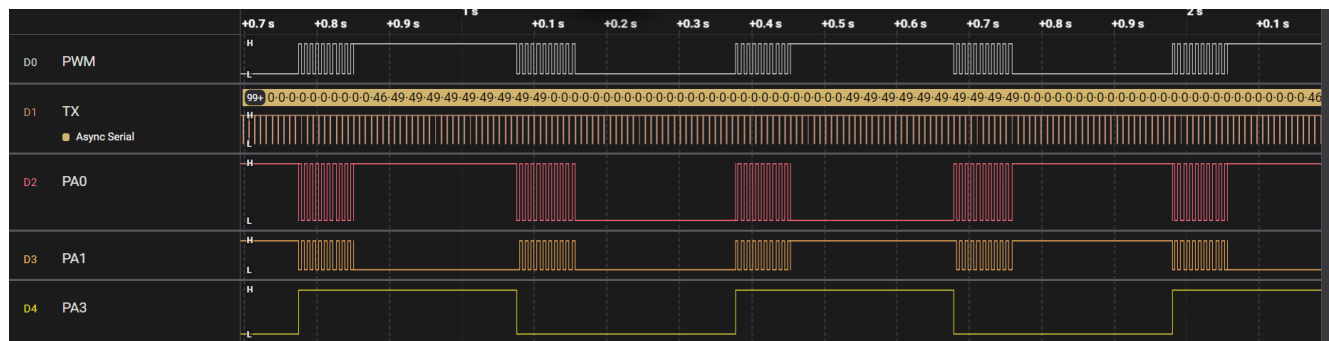 1 s
2 s
+0.7 s +0.8 s +0.9 s +0.1 s +0.2 s +0.3 s +0.4 s +0.5 s +0.6 s +0.7 s +0.8 s +0.9 s +0.1 s
D0 PWM H L
99+ 0·0·0·0·0·0·0·0·0·0·46·49·49·49·49·49·49·49·49·49·0·0·0·0·0·0·0·0·0·0·0·0·0·0·0·0·0·0·0·0·0·0·0·0·0·0·0·0·49·49·49·49·49·49·49·49·49·49·0·0·0·0·0·0·0·0·0·0·0·0·0·0·0·0·0·0·0·0·0·0·0·0·0·0·0·46
D1 TX H L
Async Serial
D2 PA0 H L
D3 PA1 H L
D4 PA3 H L